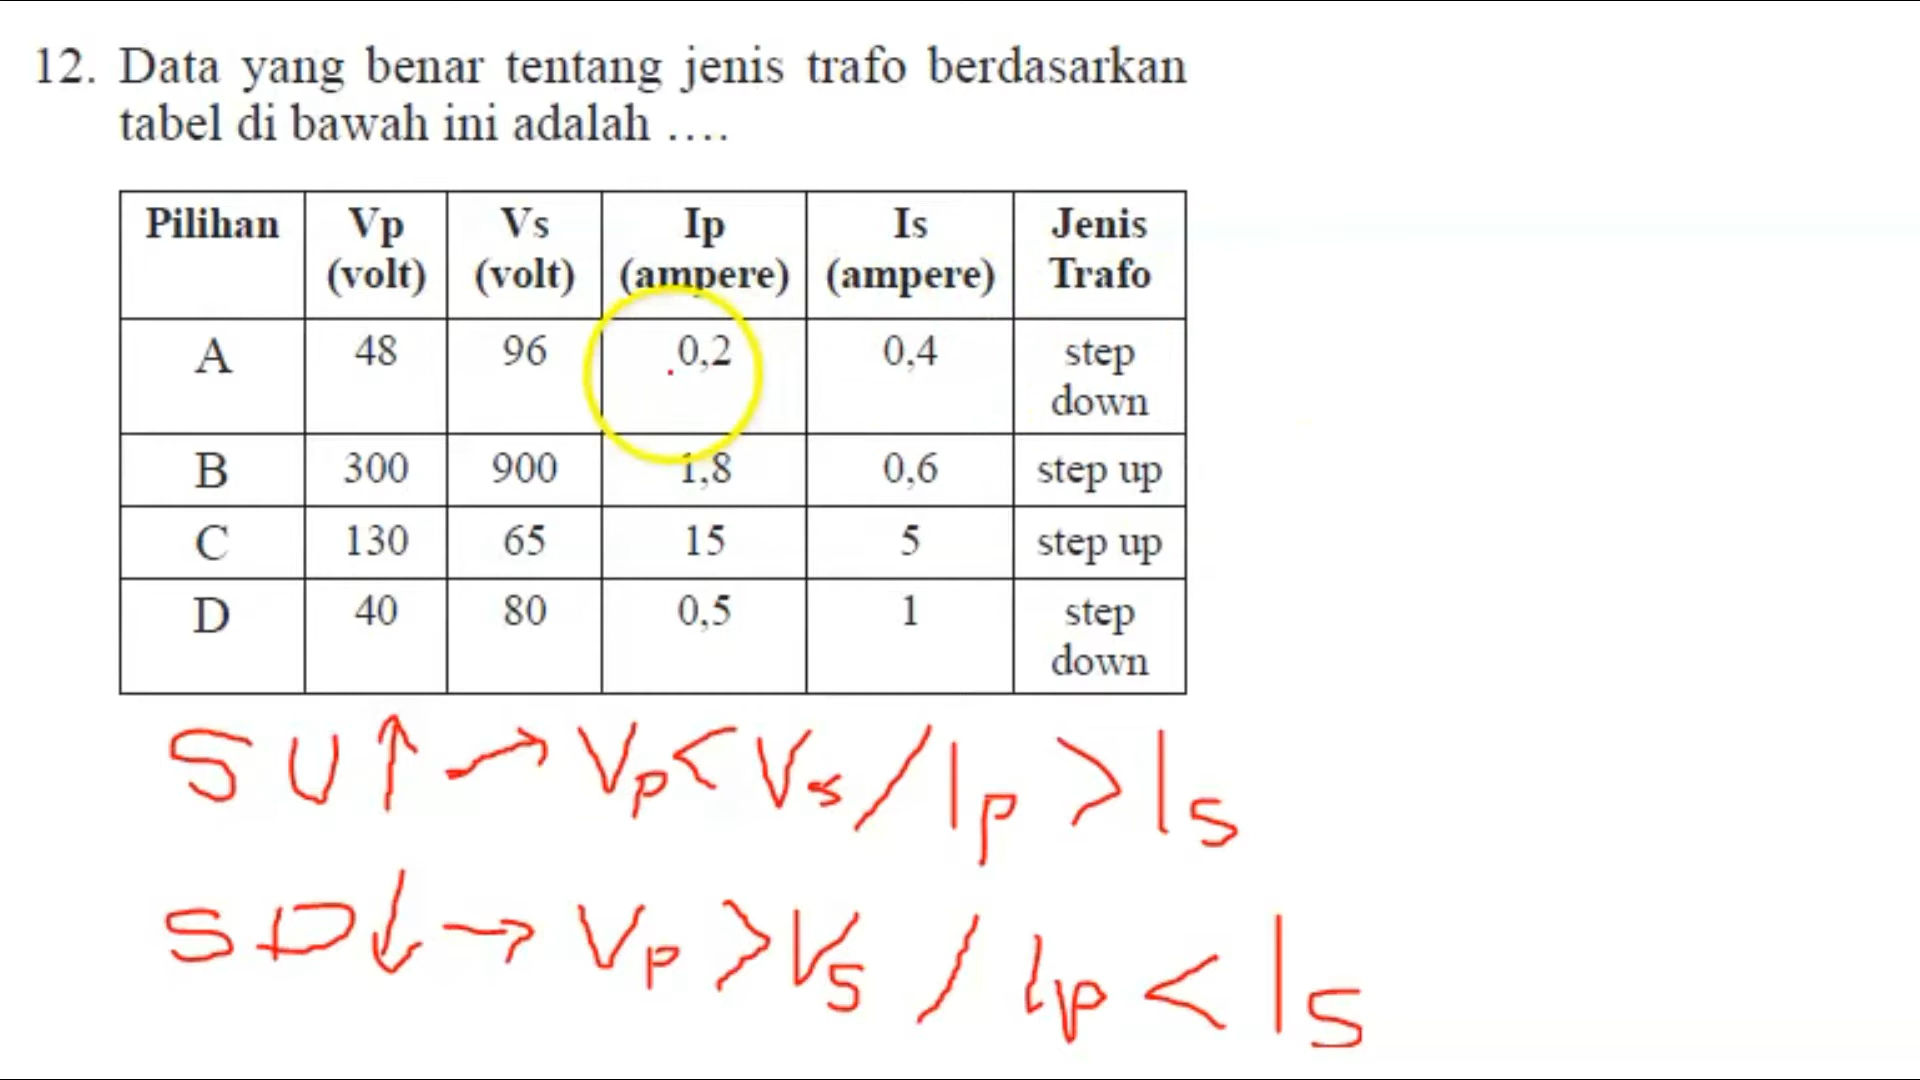 12. Data yang benar tentang jenis trafo berdasarkan
tabel di bawah ini adalah ....
Pilihan Vp (volt) Vs (volt) Ip (ampere) Is (ampere) Jenis Trafo
A 48 96 0,2 0,4 step down
B 300 900 1,8 0,6 step up
C 130 65 15 5 step up
D 40 80 0,5 1 step down
SU↑ → Vp < Vs / Ip > Is
SD↓ → Vp > Vs / Ip < Is